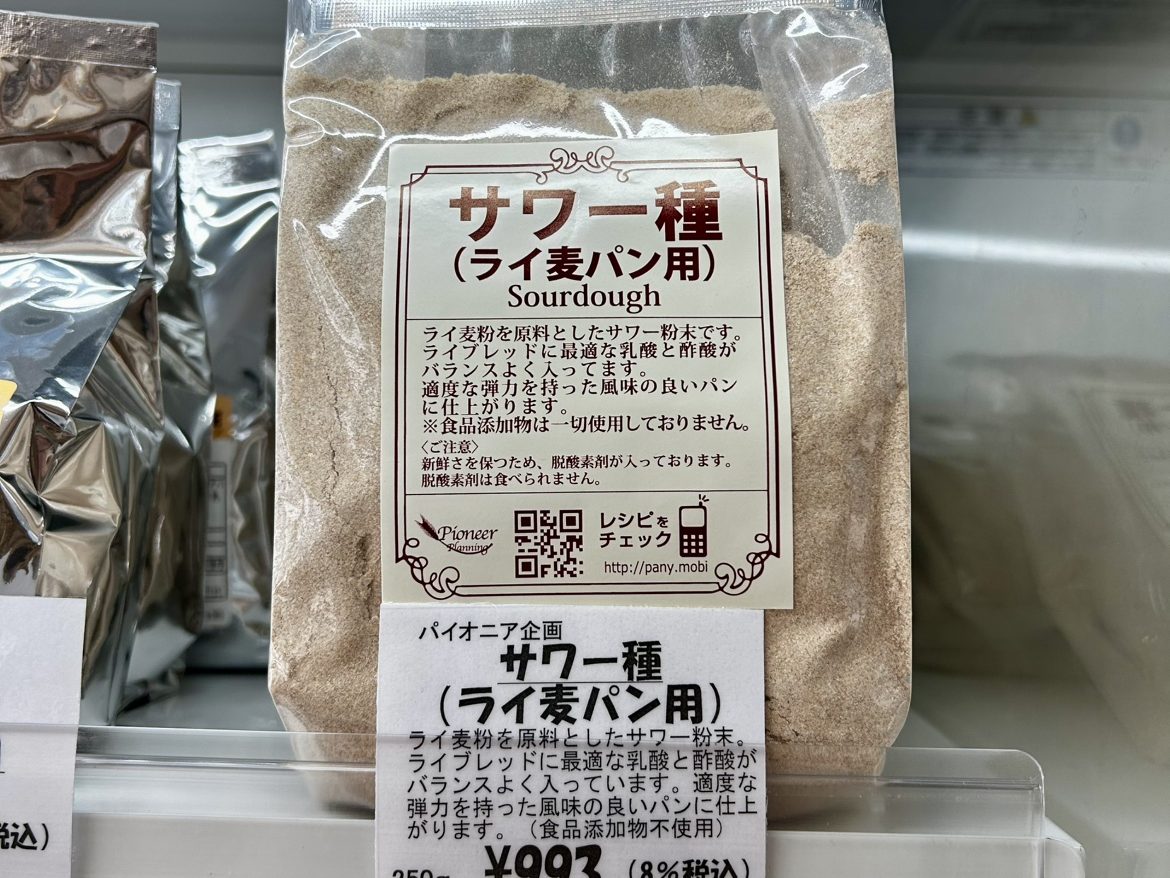 サワー種
（ライ麦パン用）
Sourdough
ライ麦粉を原料としたサワー粉末です。
ライブレッドに最適な乳酸と酢酸が
バランスよく入ってます。
適度な弾力を持った風味の良いパン
に仕上がります。
※食品添加物は一切使用しておりません。
〈ご注意〉
新鮮さを保つため、脱酸素剤が入っております。
脱酸素剤は食べられません。
Pioneer
Planning
レシピを
チェック
http://pany.mobi
パイオニア企画
サワー種
（ライ麦パン用）
ライ麦粉を原料としたサワー粉末。
ライブレッドに最適な乳酸と酢酸が
バランスよく入っています。適度な
弾力を持った風味の良いパンに仕上
がります。（食品添加物不使用）
250g ¥993 （8%税込）
税込）